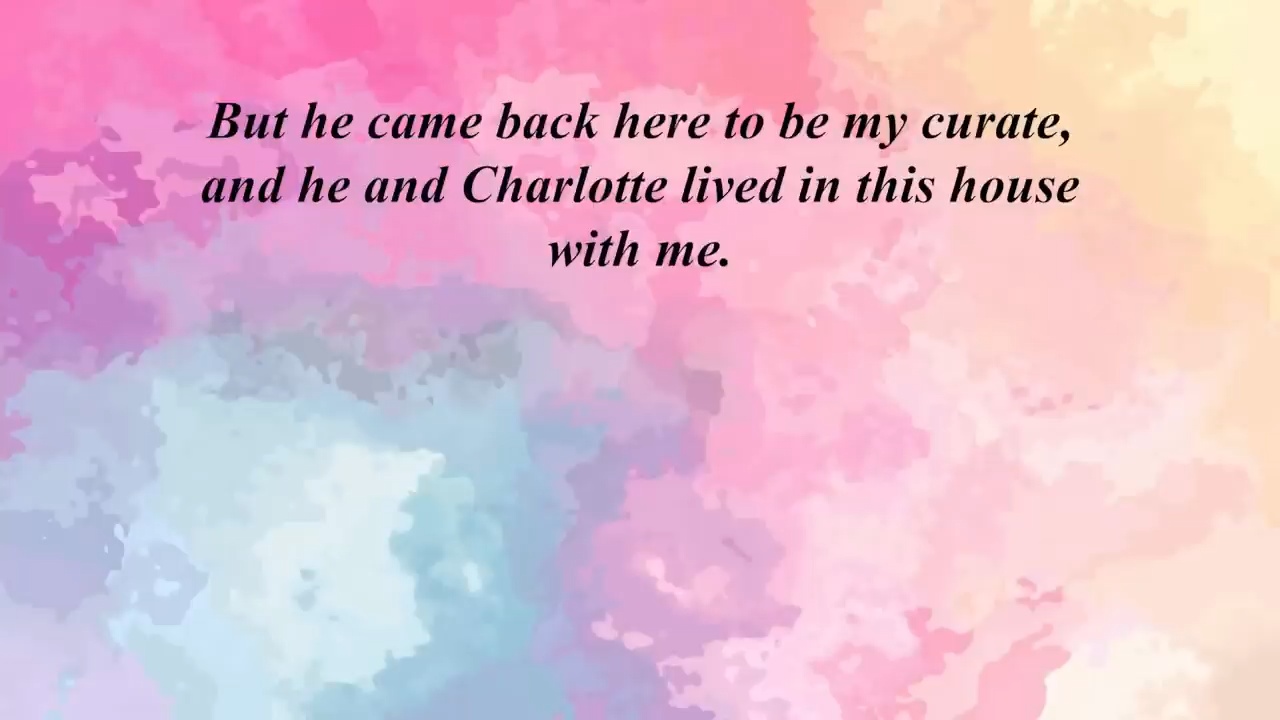 But he came back here to be my curate,
and he and Charlotte lived in this house
with me.